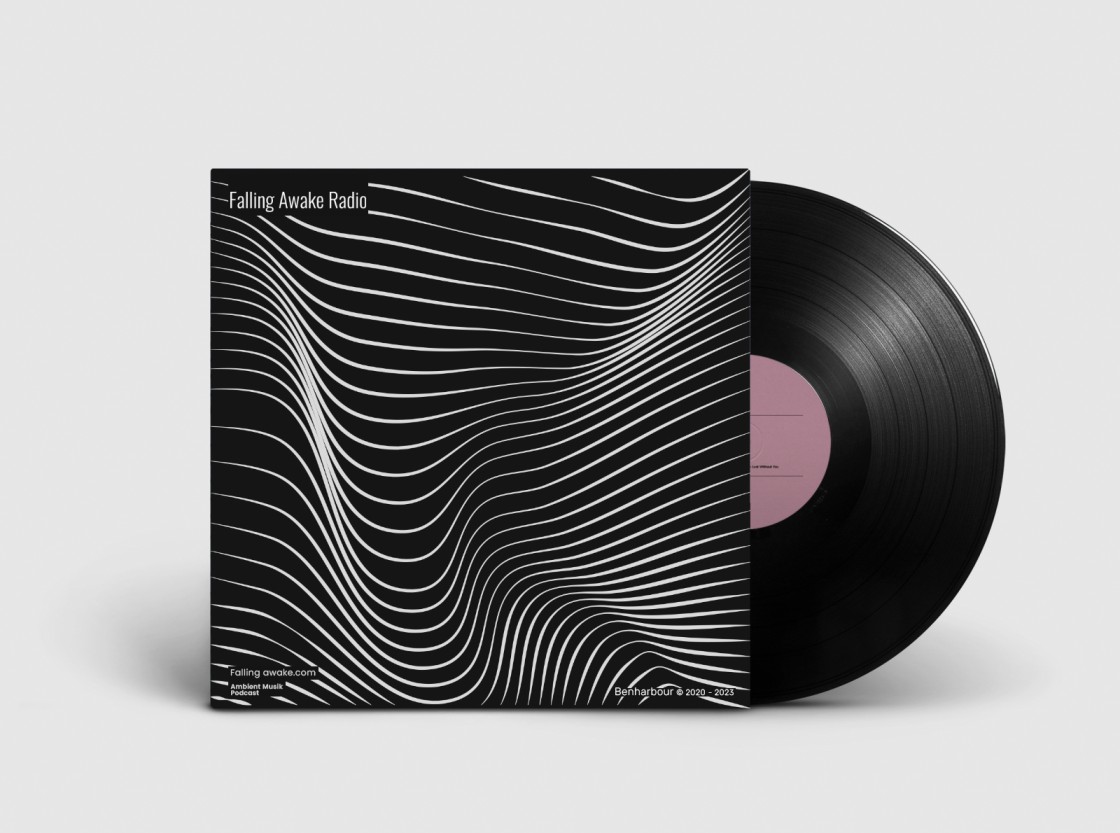 Falling Awake Radio
Falling awake.com
Ambient Musik
Podcast
Benharbour © 2020 - 2023